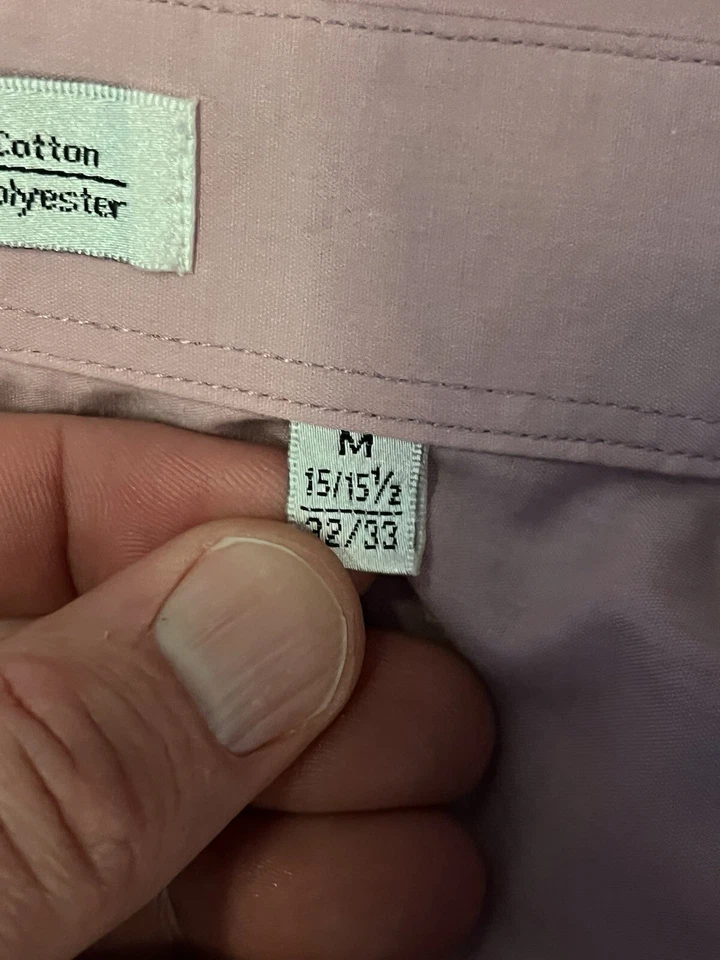 Cotton
olyester
M
15/15½
32/33